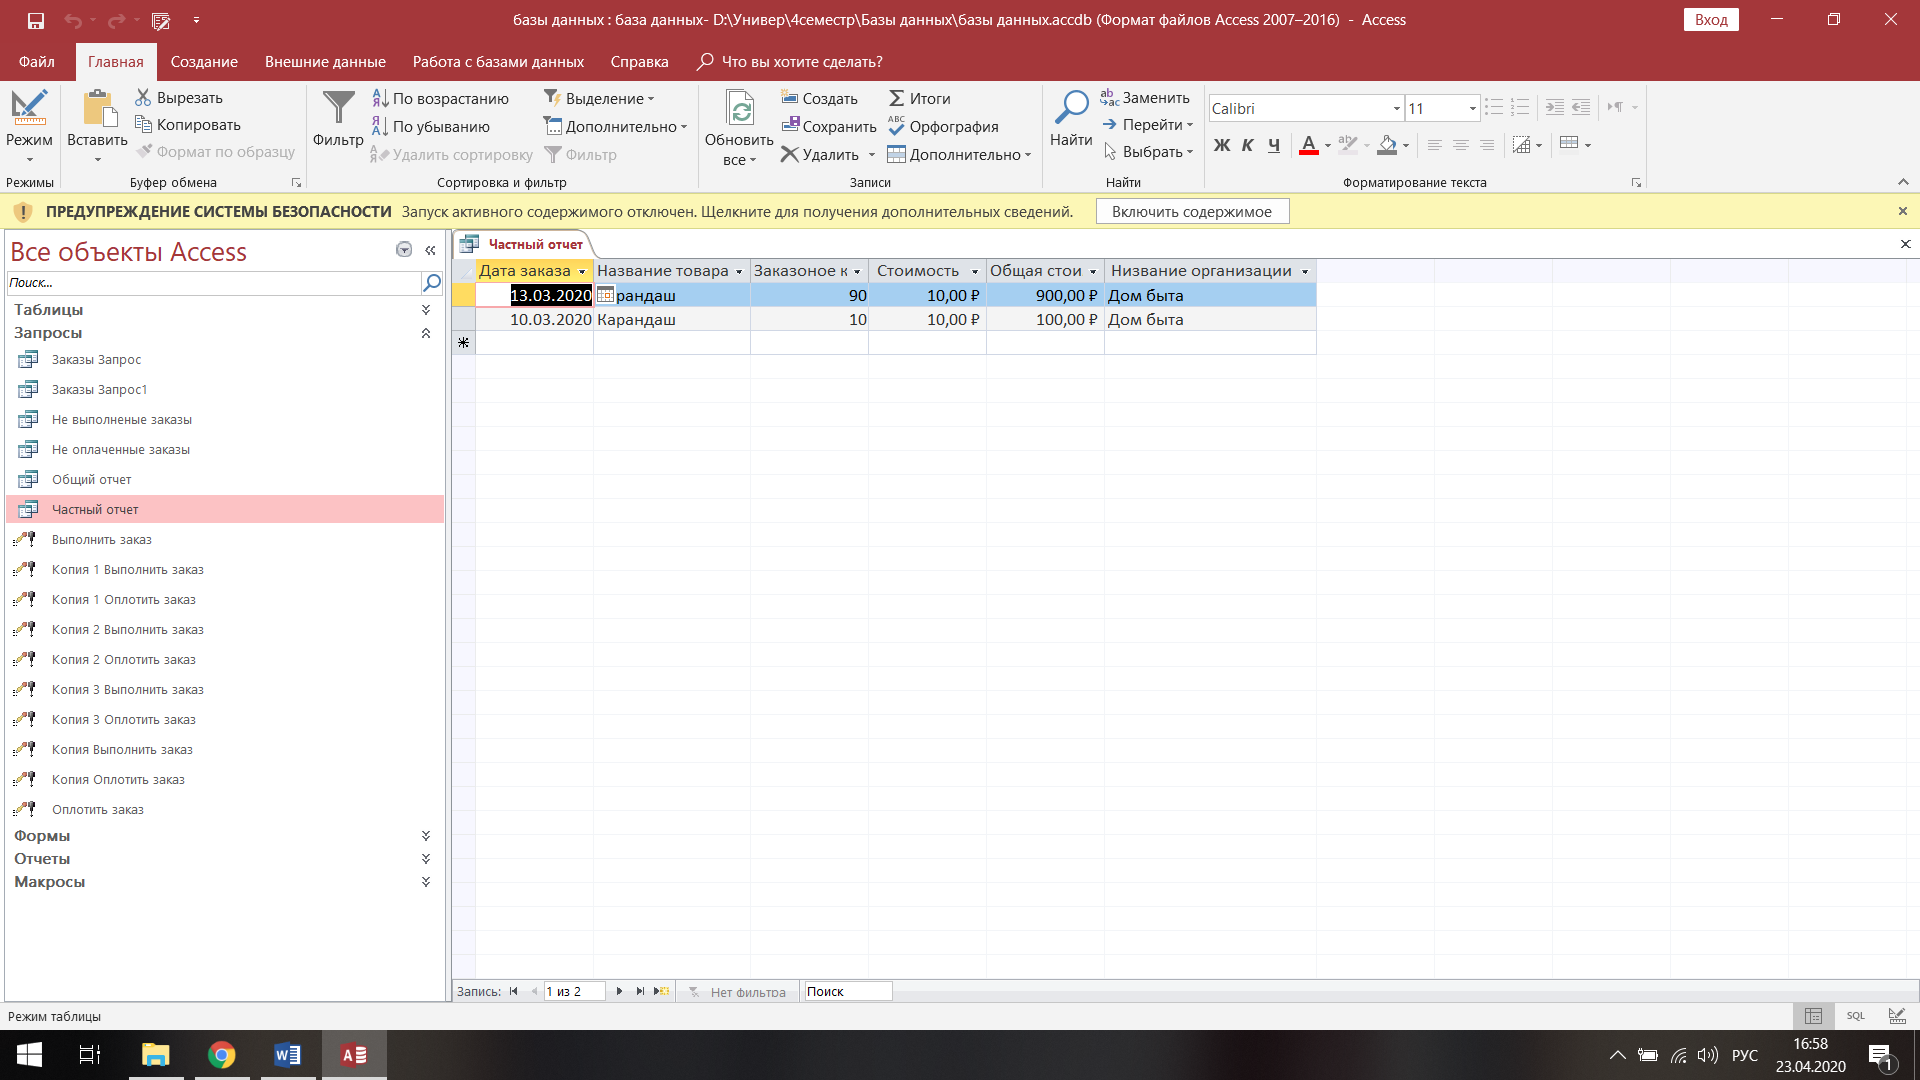 базы данных : база данных- D:\Универ\4семестр\Базы данных\базы данных.accdb (Формат файлов Access 2007–2016) - Access
Вход
Файл Главная Создание Внешние данные Работа с базами данных Справка Что вы хотите сделать?
Режим
Режимы
Вставить
Вырезать
Копировать
Формат по образцу
Буфер обмена
Фильтр
По возрастанию
По убыванию
Удалить сортировку
Выделение
Дополнительно
Фильтр
Сортировка и фильтр
Обновить
все
Создать
Сохранить
Удалить
Итоги
Орфография
Дополнительно
Записи
Найти
Заменить
Перейти
Выбрать
Найти
Calibri 11
Ж К Ч
Форматирование текста
ПРЕДУПРЕЖДЕНИЕ СИСТЕМЫ БЕЗОПАСНОСТИ Запуск активного содержимого отключен. Щелкните для получения дополнительных сведений. Включить содержимое
Все объекты Access
Поиск...
Таблицы
Запросы
Заказы Запрос
Заказы Запрос1
Не выполненые заказы
Не оплаченные заказы
Общий отчет
Частный отчет
Выполнить заказ
Копия 1 Выполнить заказ
Копия 1 Оплотить заказ
Копия 2 Выполнить заказ
Копия 2 Оплотить заказ
Копия 3 Выполнить заказ
Копия 3 Оплотить заказ
Копия Выполнить заказ
Копия Оплотить заказ
Оплотить заказ
Формы
Отчеты
Макросы
Частный отчет
Дата заказа Название товара Заказоное к Стоимость Общая стои Низвание организации
13.03.2020 рандаш 90 10,00 ₽ 900,00 ₽ Дом быта
10.03.2020 Карандаш 10 10,00 ₽ 100,00 ₽ Дом быта
Запись: 1 из 2 Нет фильтра Поиск
Режим таблицы
SQL
РУС
16:58
23.04.2020
1